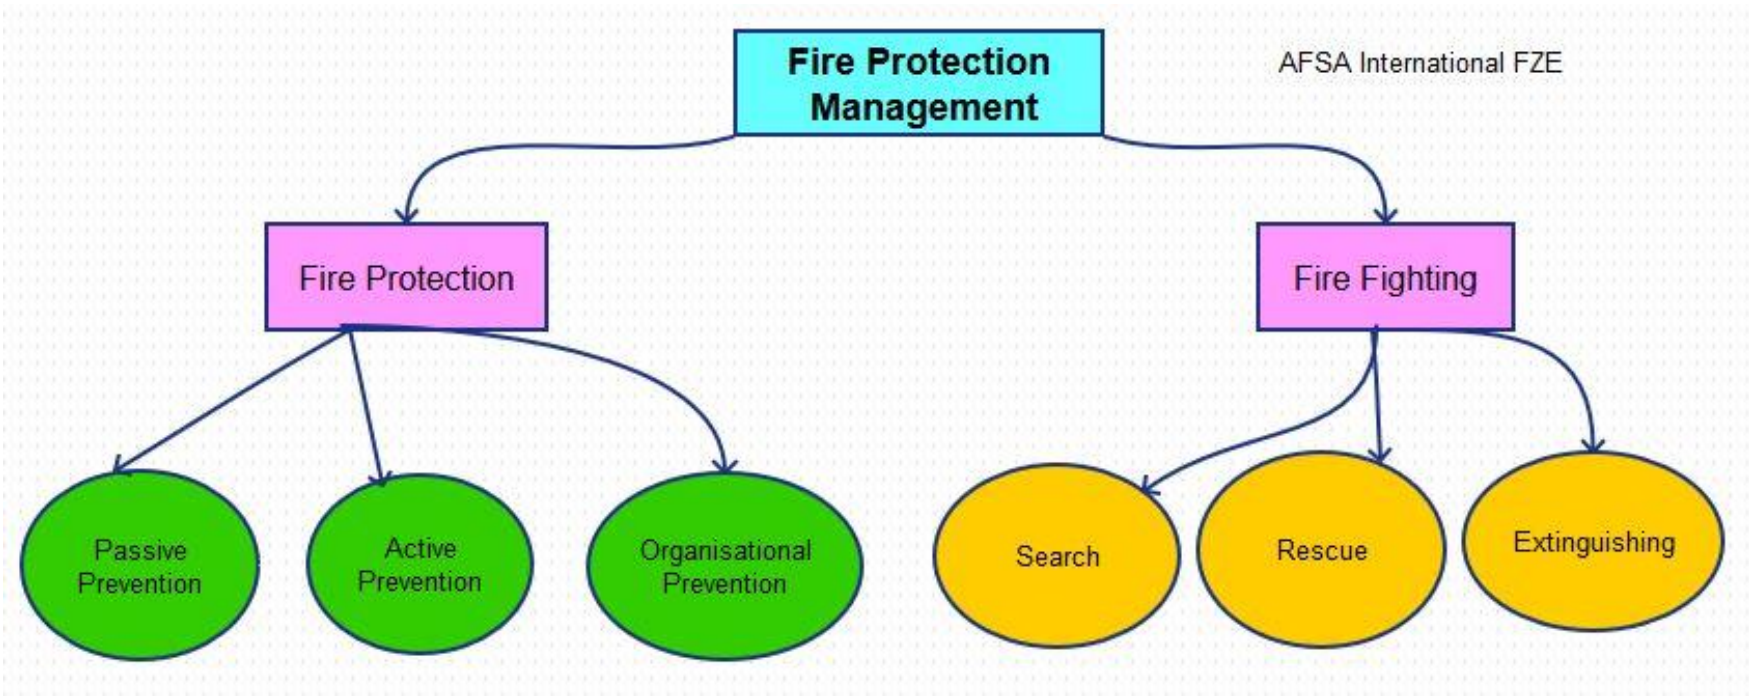 Fire Protection
Management
AFSA International FZE
Fire Protection
Fire Fighting
Passive
Prevention
Active
Prevention
Organisational
Prevention
Search
Rescue
Extinguishing